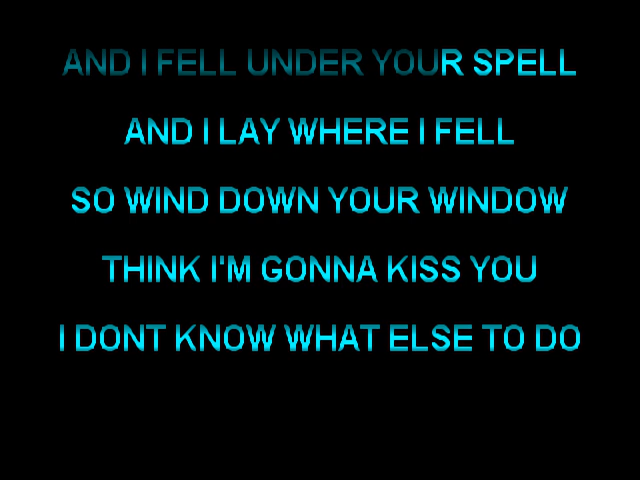 AND I FELL UNDER YOUR SPELL
AND I LAY WHERE I FELL
SO WIND DOWN YOUR WINDOW
THINK I'M GONNA KISS YOU
I DONT KNOW WHAT ELSE TO DO